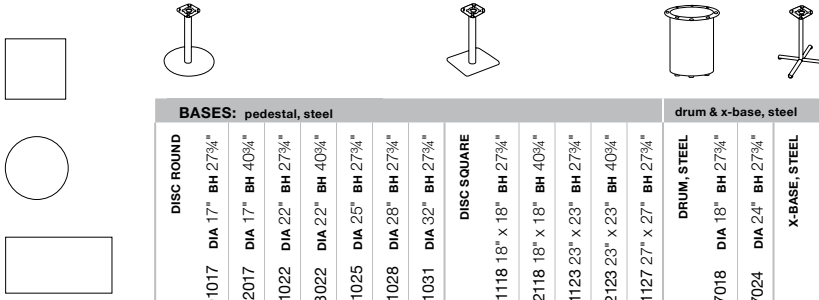 BASES: pedestal, steel
drum & x-base, steel
DISC ROUND
1017 DIA 17" BH 27¾"
2017 DIA 17" BH 40¾"
1022 DIA 22" BH 27¾"
3022 DIA 22" BH 40¾"
1025 DIA 25" BH 27¾"
1028 DIA 28" BH 27¾"
1031 DIA 32" BH 27¾"
DISC SQUARE
1118 18" x 18" BH 27¾"
2118 18" x 18" BH 40¾"
1123 23" x 23" BH 27¾"
2123 23" x 23" BH 40¾"
1127 27" x 27" BH 27¾"
DRUM, STEEL
7018 DIA 18" BH 27¾"
7024 DIA 24" BH 27¾"
X-BASE, STEEL